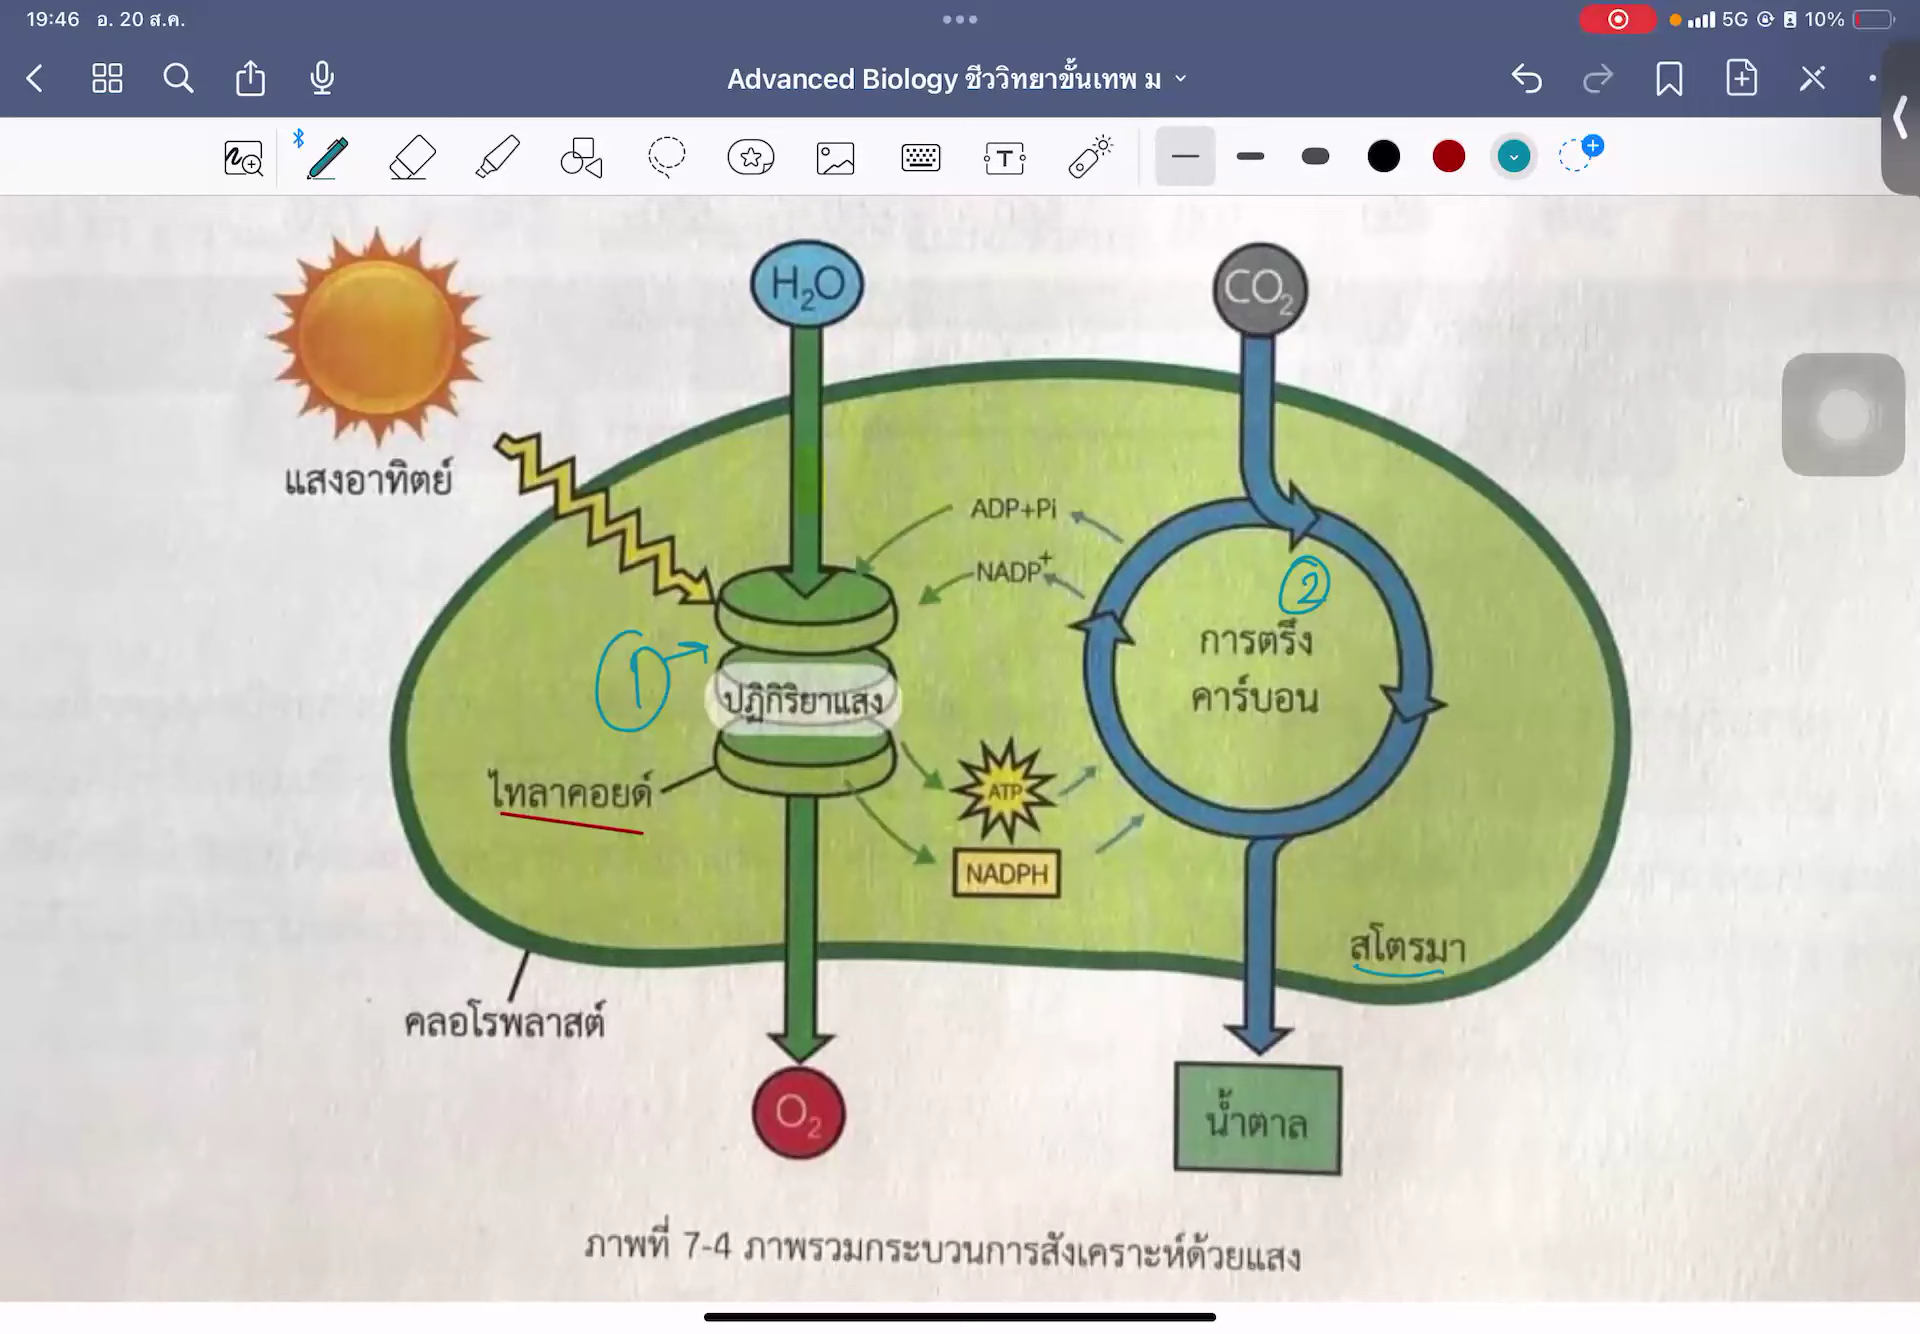 19:46 อ. 20 ส.ค.
5G
10%
Advanced Biology ชีววิทยาขั้นเทพ ม
T
H₂O
CO₂
แสงอาทิตย์
ADP+Pi
NADP⁺
②
การตรึง
คาร์บอน
①
ปฏิกิริยาแสง
ไทลาคอยด์
ATP
NADPH
สโตรมา
คลอโรพลาสต์
O₂
น้ำตาล
ภาพที่ 7-4 ภาพรวมกระบวนการสังเคราะห์ด้วยแสง